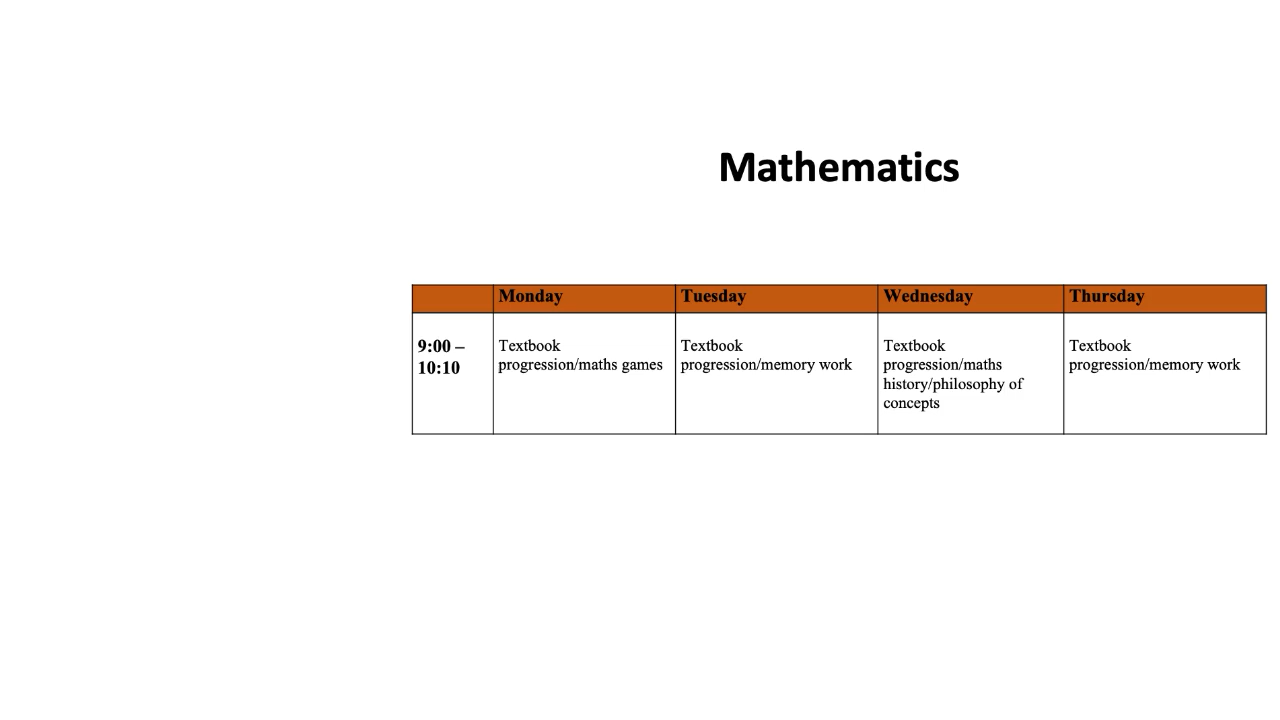 Mathematics
Monday
Tuesday
Wednesday
Thursday
9:00 –
10:10
Textbook
progression/maths games
Textbook
progression/memory work
Textbook
progression/maths
history/philosophy of
concepts
Textbook
progression/memory work